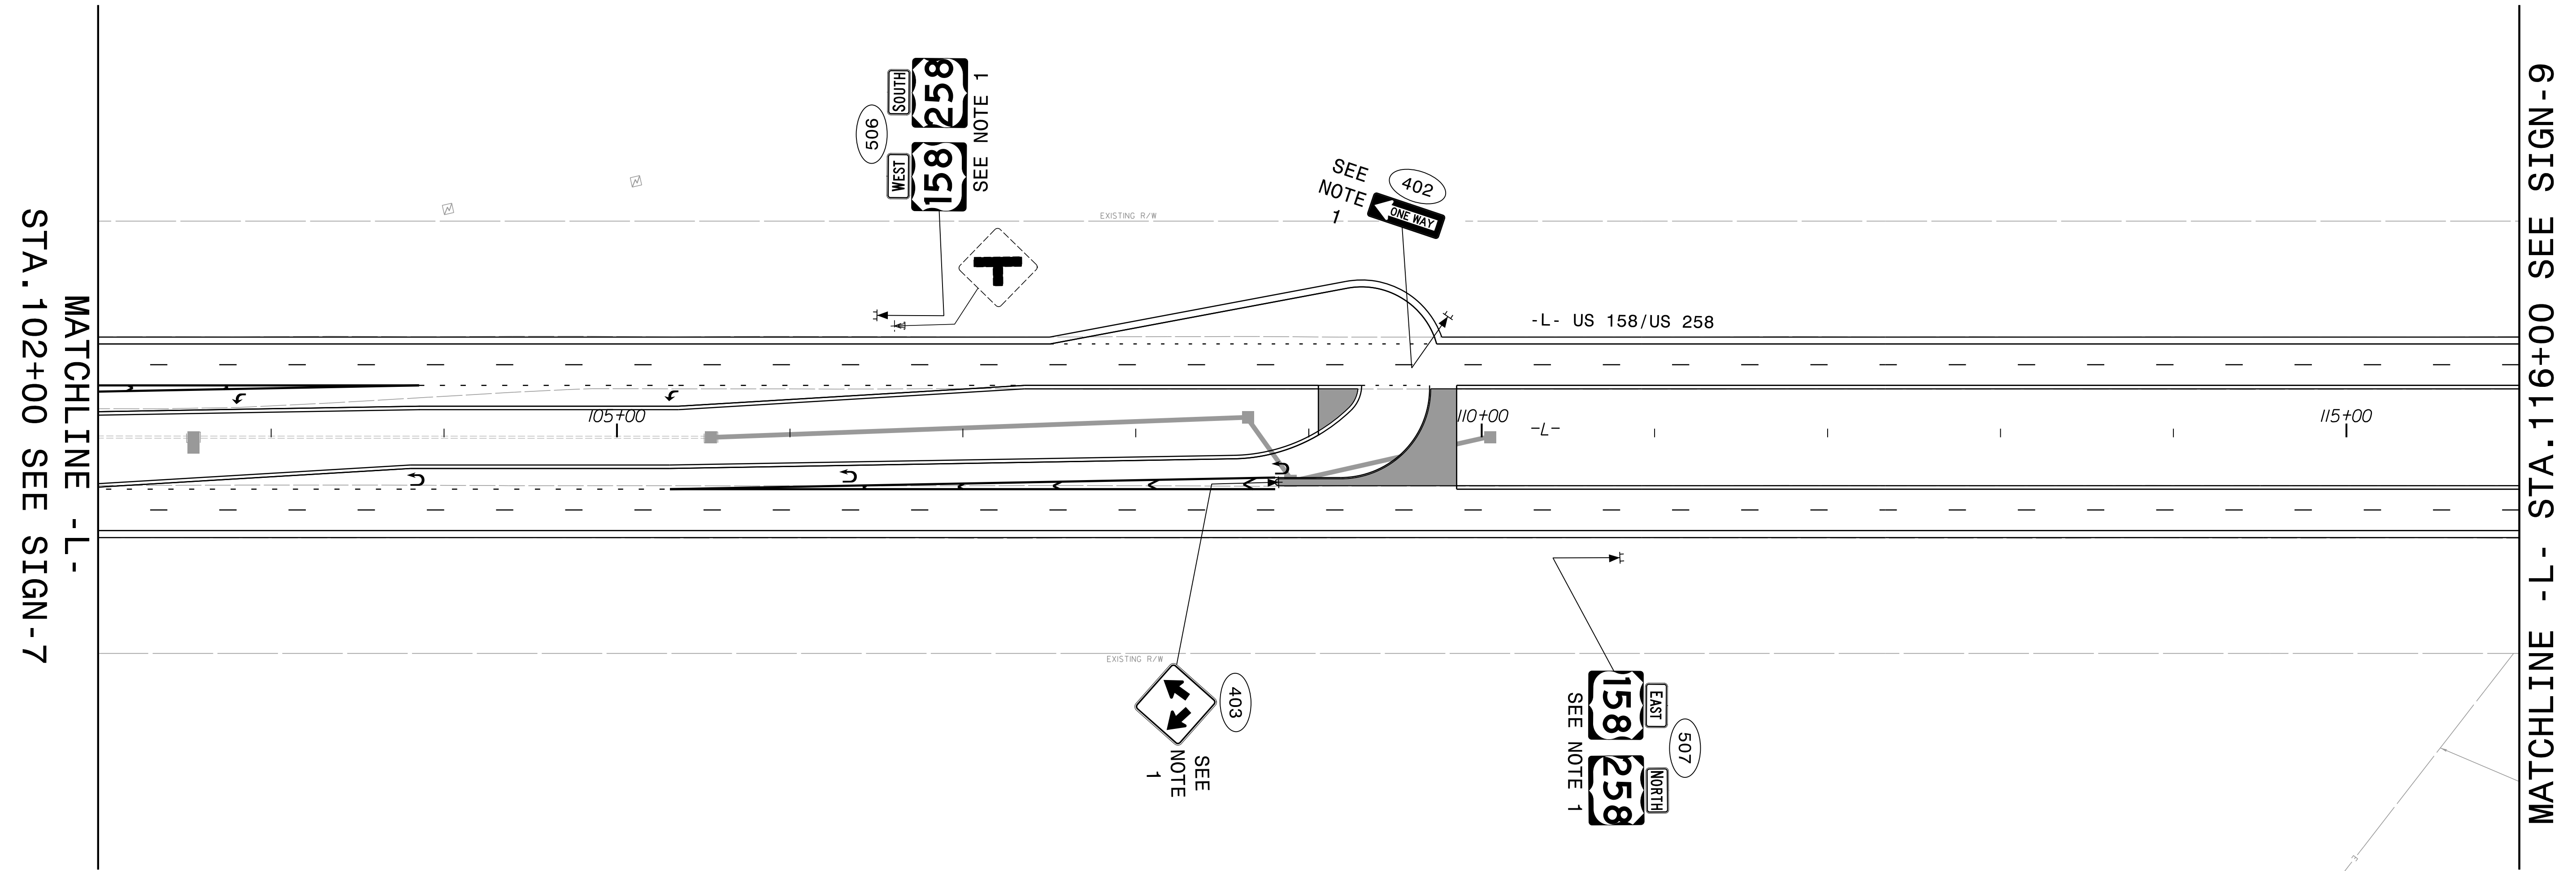 MATCHLINE -L-
STA.102+00 SEE SIGN-7
506
SOUTH
258
WEST
158
SEE NOTE 1
EXISTING R/W
SEE
NOTE
1
402
ONE WAY
-L- US 158/US 258
105+00
110+00
-L-
115+00
EXISTING R/W
403
SEE
NOTE
1
EAST
158
NORTH
258
507
SEE NOTE 1
E
MATCHLINE -L- STA.116+00 SEE SIGN-9